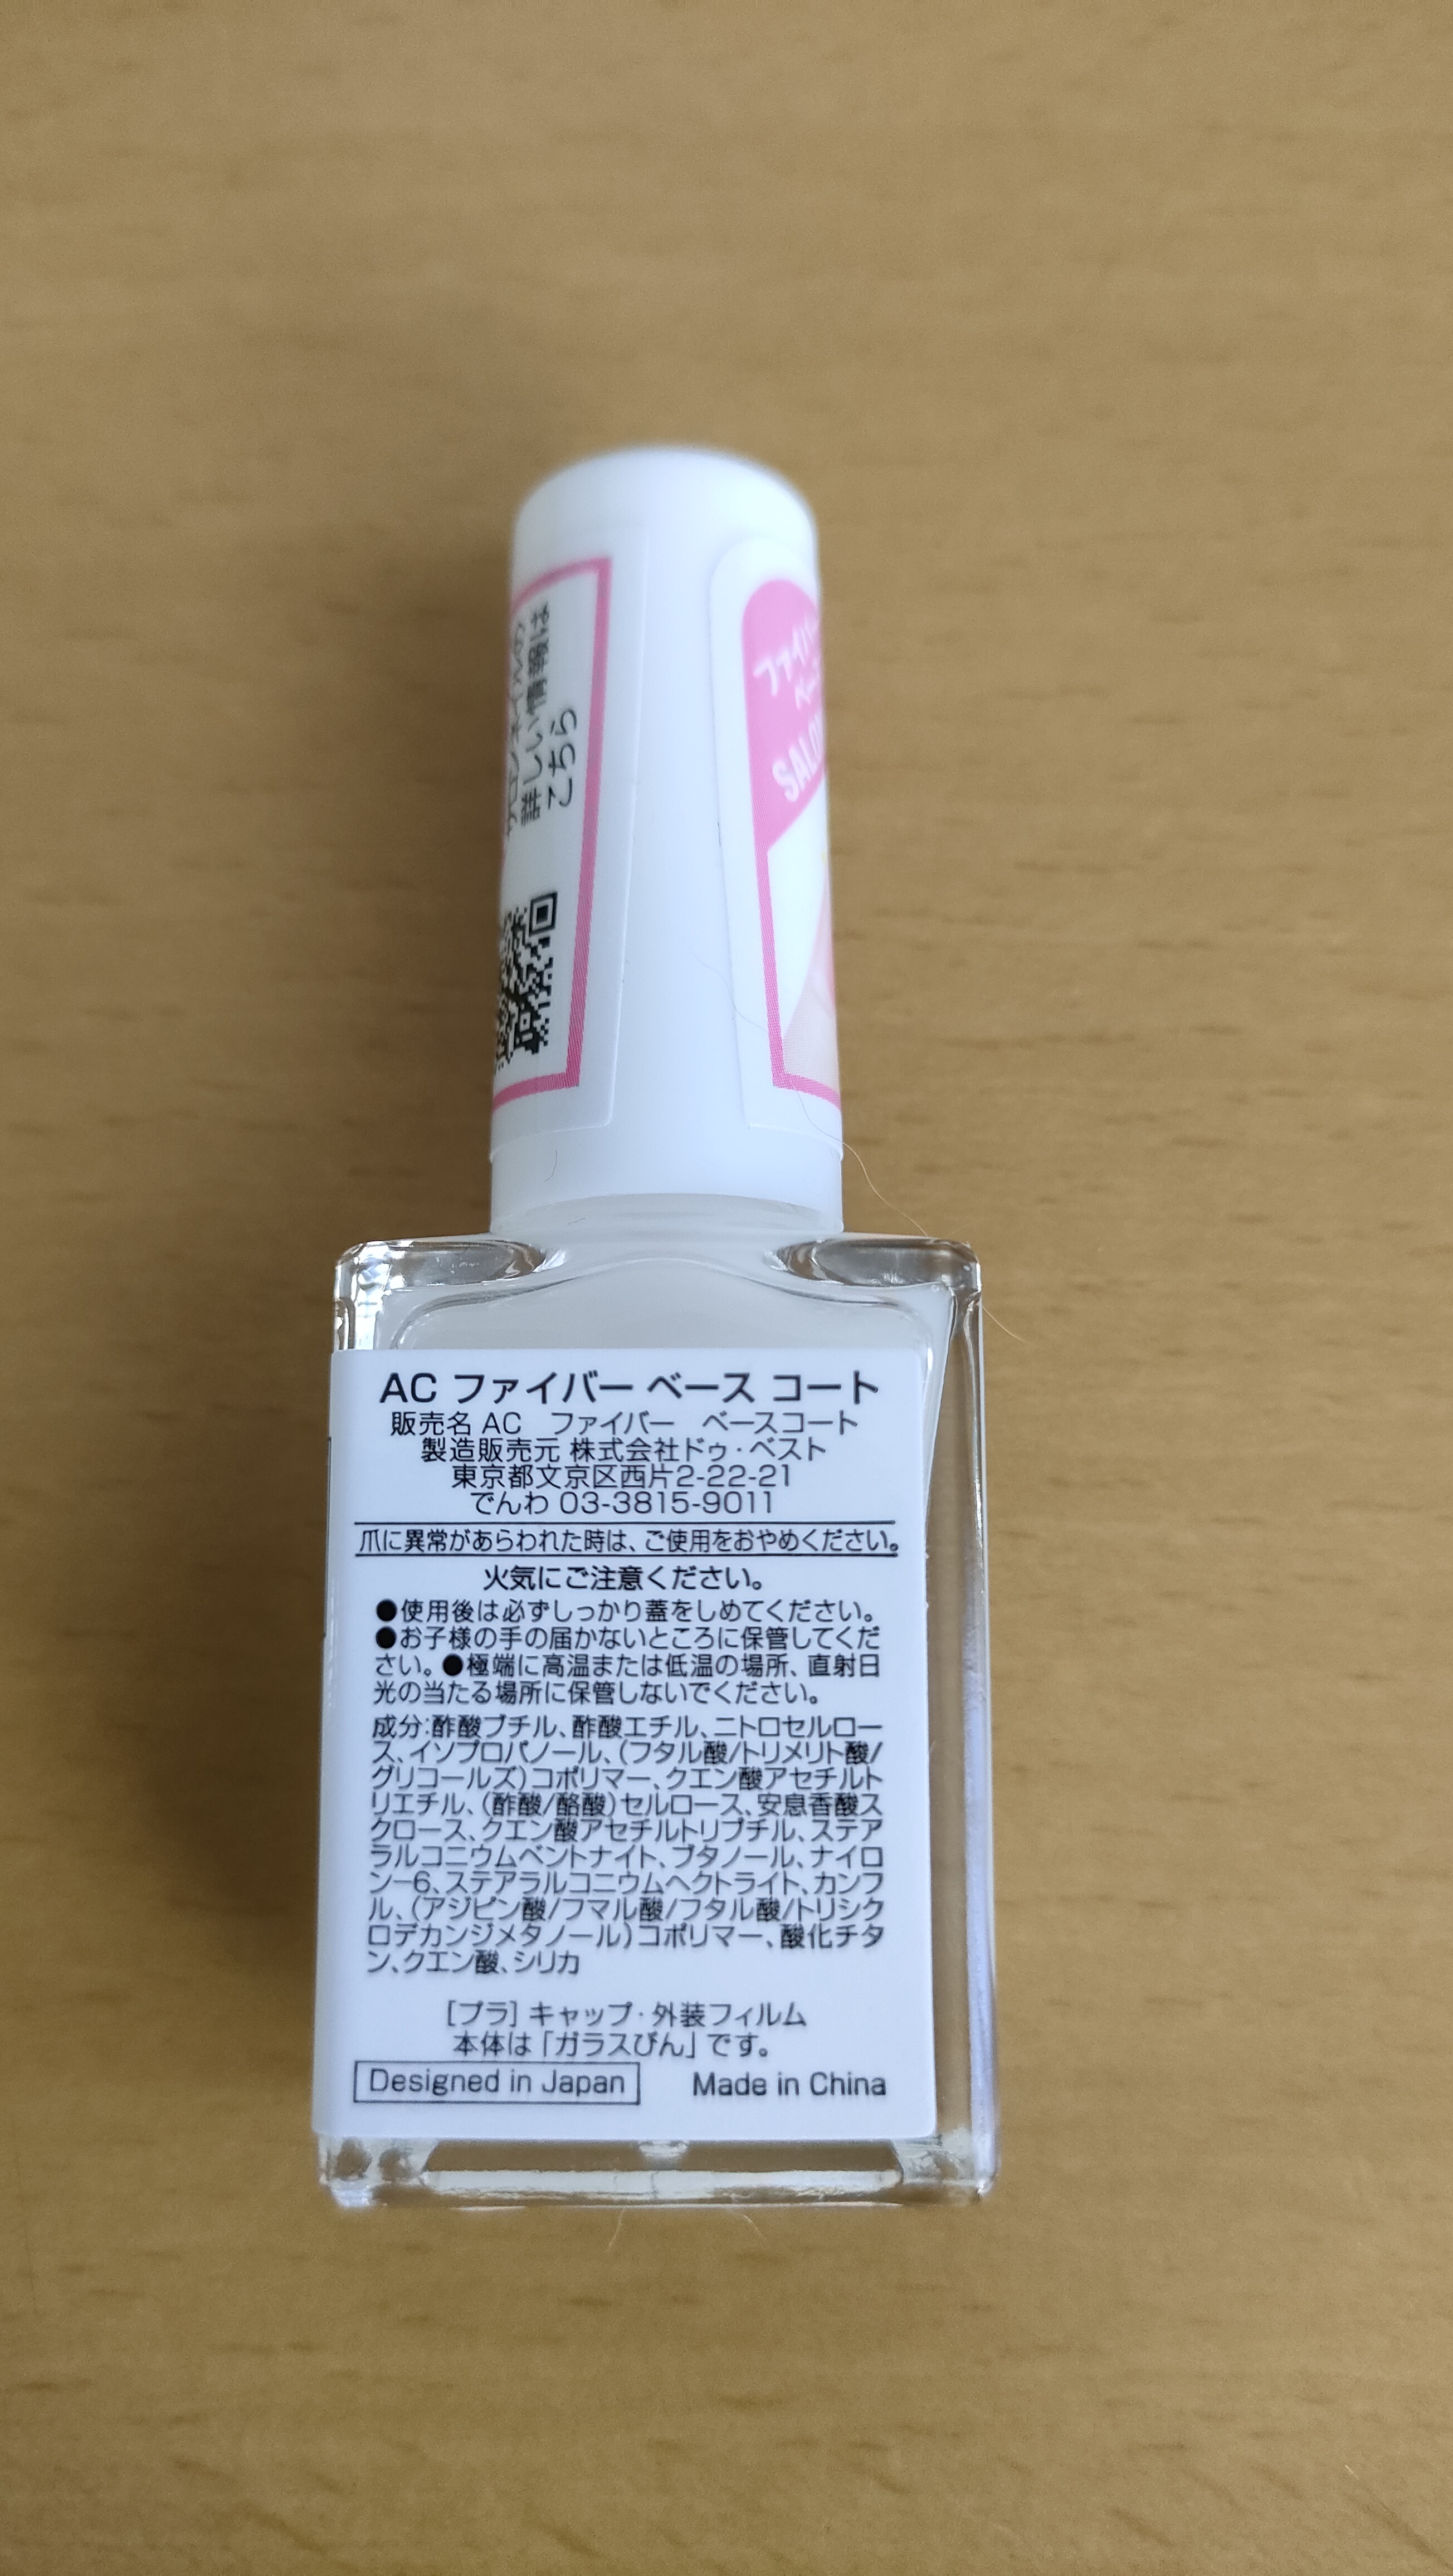 詳しい情報は
こちら
ファイバー
SALON
AC ファイバー ベース コート
販売名 AC ファイバー ベースコート
製造販売元 株式会社ドゥ・ベスト
東京都文京区西片2-22-21
でんわ 03-3815-9011
爪に異常があらわれた時は、ご使用をおやめください。
火気にご注意ください。
●使用後は必ずしっかり蓋をしめてください。
●お子様の手の届かないところに保管してくだ
さい。●極端に高温または低温の場所、直射日
光の当たる場所に保管しないでください。
成分:酢酸ブチル、酢酸エチル、ニトロセルロー
ス、イソプロパノール、(フタル酸/トリメリト酸/
グリコールズ)コポリマー、クエン酸アセチルト
リエチル、(酢酸/酪酸)セルロース、安息香酸ス
クロース、クエン酸アセチルトリブチル、ステア
ラルコニウムベントナイト、ブタノール、ナイロ
ン-6、ステアラルコニウムヘクトライト、カンフ
ル、(アジピン酸/フマル酸/フタル酸/トリシク
ロデカンジメタノール)コポリマー、酸化チタ
ン、クエン酸、シリカ
[プラ] キャップ・外装フィルム
本体は「ガラスびん」です。
Designed in Japan Made in China